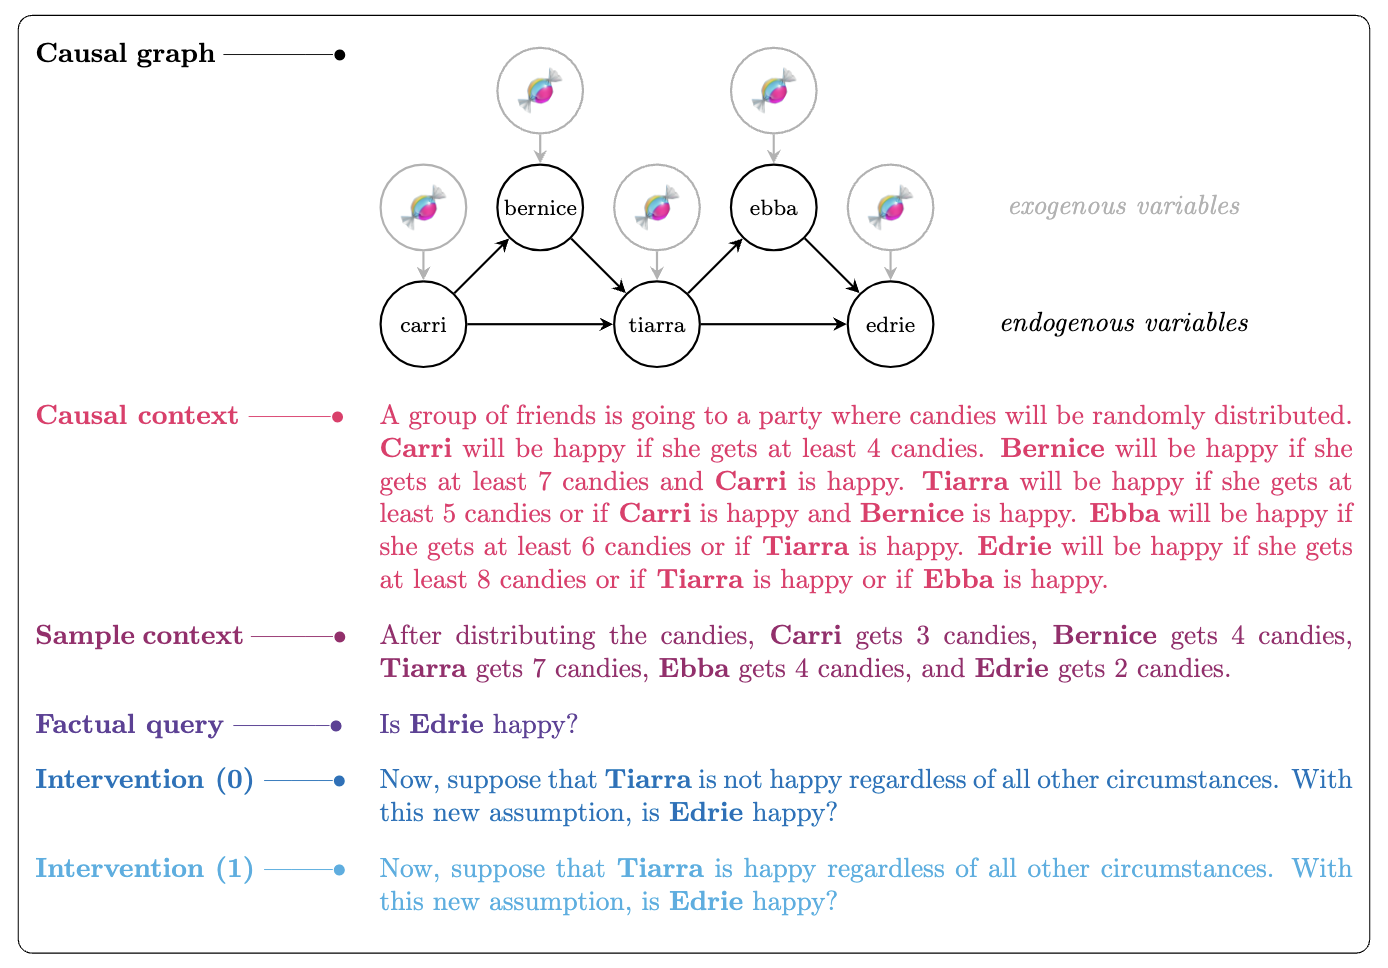 Causal graph
bernice
ebba
exogenous variables
carri
tiarra
edrie
endogenous variables
Causal context
A group of friends is going to a party where candies will be randomly distributed.
Carri will be happy if she gets at least 4 candies. Bernice will be happy if she
gets at least 7 candies and Carri is happy. Tiarra will be happy if she gets at
least 5 candies or if Carri is happy and Bernice is happy. Ebba will be happy if
she gets at least 6 candies or if Tiarra is happy. Edrie will be happy if she gets
at least 8 candies or if Tiarra is happy or if Ebba is happy.
Sample context
After distributing the candies, Carri gets 3 candies, Bernice gets 4 candies,
Tiarra gets 7 candies, Ebba gets 4 candies, and Edrie gets 2 candies.
Factual query
Is Edrie happy?
Intervention (0)
Now, suppose that Tiarra is not happy regardless of all other circumstances. With
this new assumption, is Edrie happy?
Intervention (1)
Now, suppose that Tiarra is happy regardless of all other circumstances. With
this new assumption, is Edrie happy?